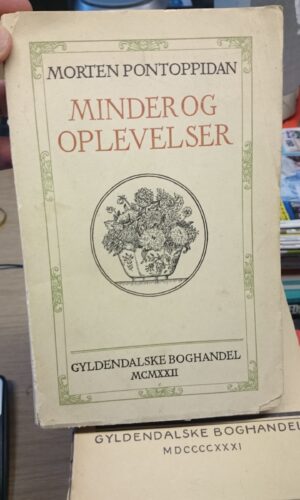 MORTEN PONTOPPIDAN
MINDER OG
OPLEVELSER
GYLDENDALSKE BOGHANDEL
MCMXXII
GYLDENDALSKE BOGHANDEL
MDCCCCXXXI